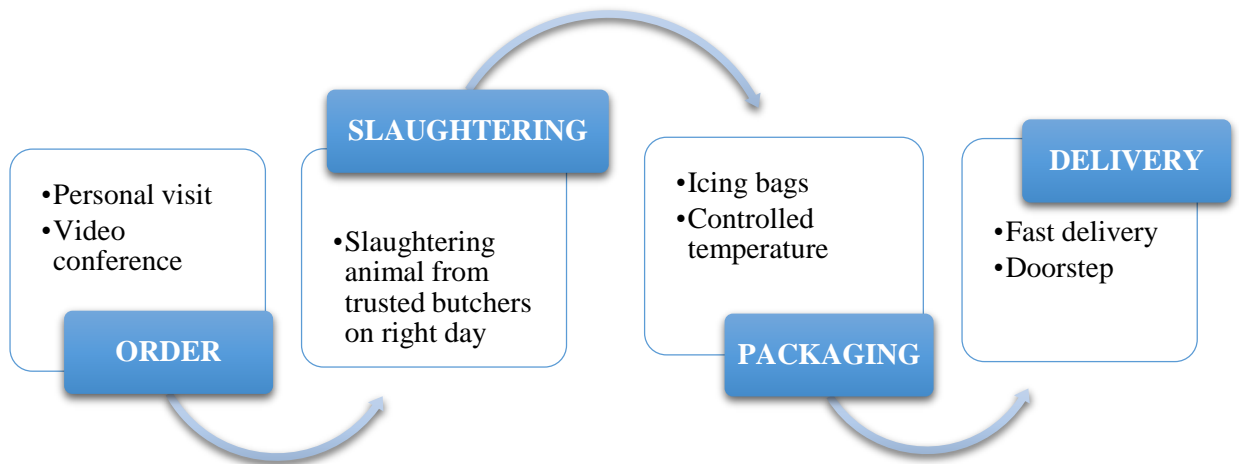 •Personal visit
•Video
conference
ORDER
SLAUGHTERING
•Slaughtering
animal from
trusted butchers
on right day
•Icing bags
•Controlled
temperature
PACKAGING
DELIVERY
•Fast delivery
•Doorstep